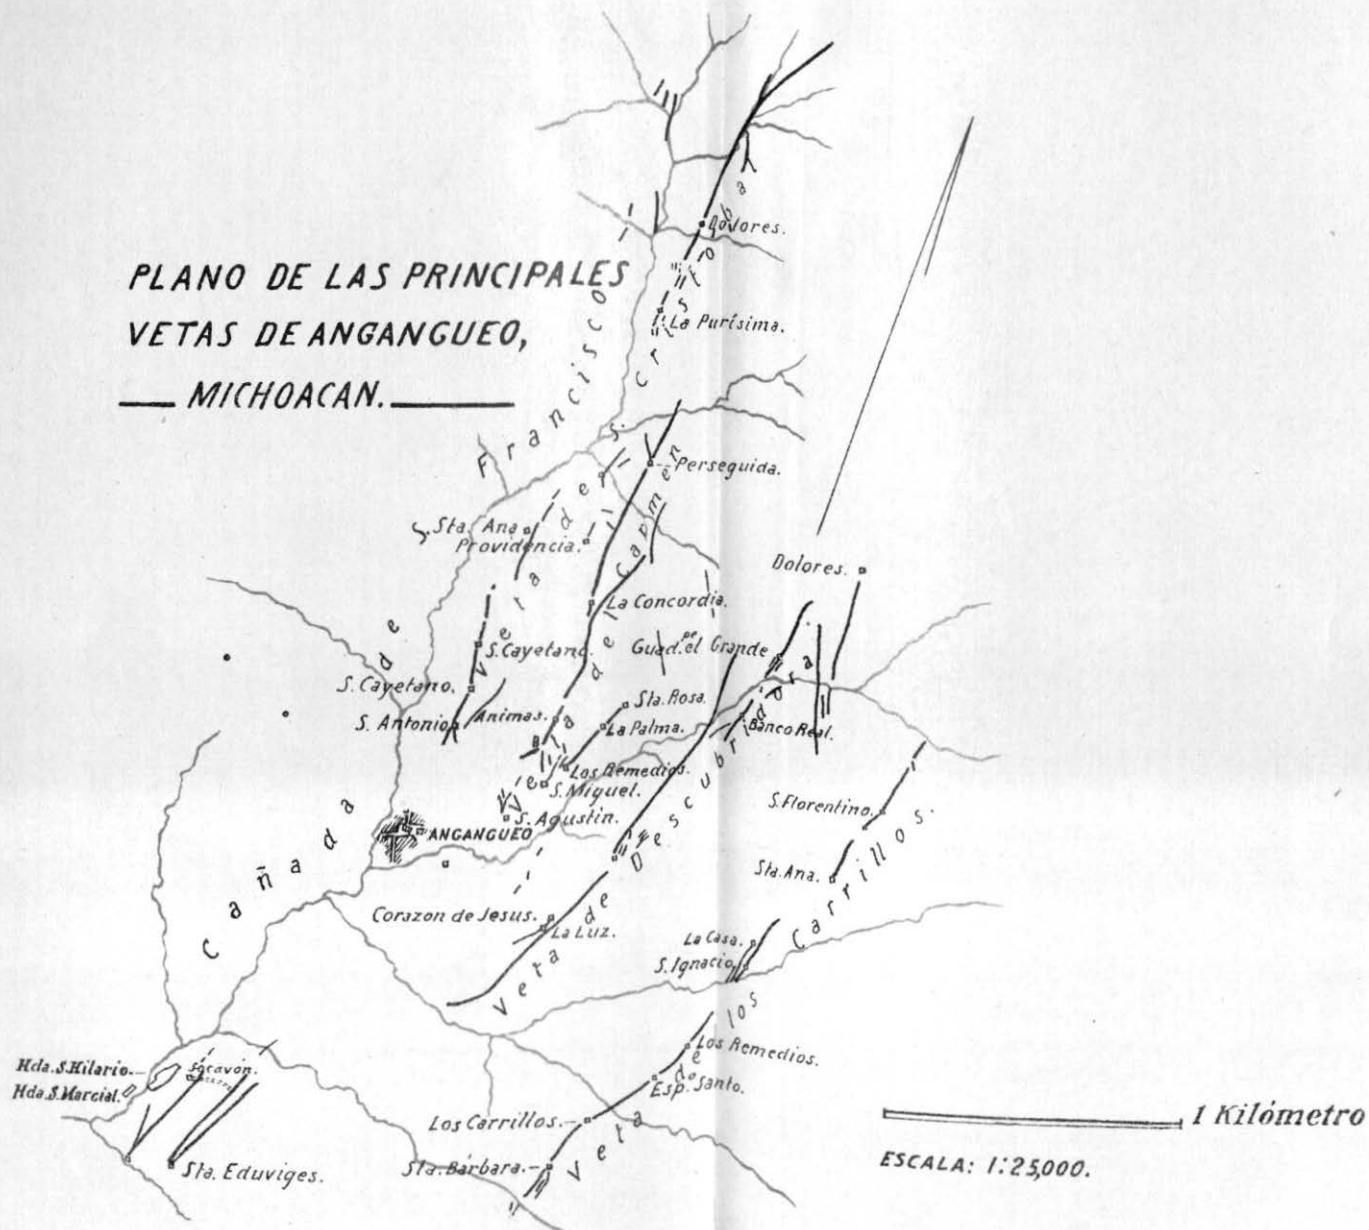 PLANO DE LAS PRINCIPALES
VETAS DE ANGANGUEO,
MICHOACAN.
Dolores.
La Purísima.
Veta de S. Cristobal
Perseguida.
Sta. Ana
Providencia.
Cañada de S. Francisco
La Concordia.
Veta del Carmen
Dolores.
Guad.pe el Grande
S. Cayetano.
S. Cayetano.
S. Antonio
Animas.
Sta. Rosa.
La Palma.
Banco Real.
Los Remedios.
S. Miguel.
S. Agustin.
ANGANGUEO
Veta de Descubridora
S. Florentino.
Sta. Ana.
Corazon de Jesus.
La Luz.
La Casa.
S. Ignacio.
Veta de los Carrillos.
Los Remedios.
Esp.do Santo.
Hda. S. Hilario.
Hda. S. Marcial.
Socavon.
Los Carrillos.
Sta. Bárbara.
Sta. Eduviges.
1 Kilómetro
ESCALA: 1:25,000.